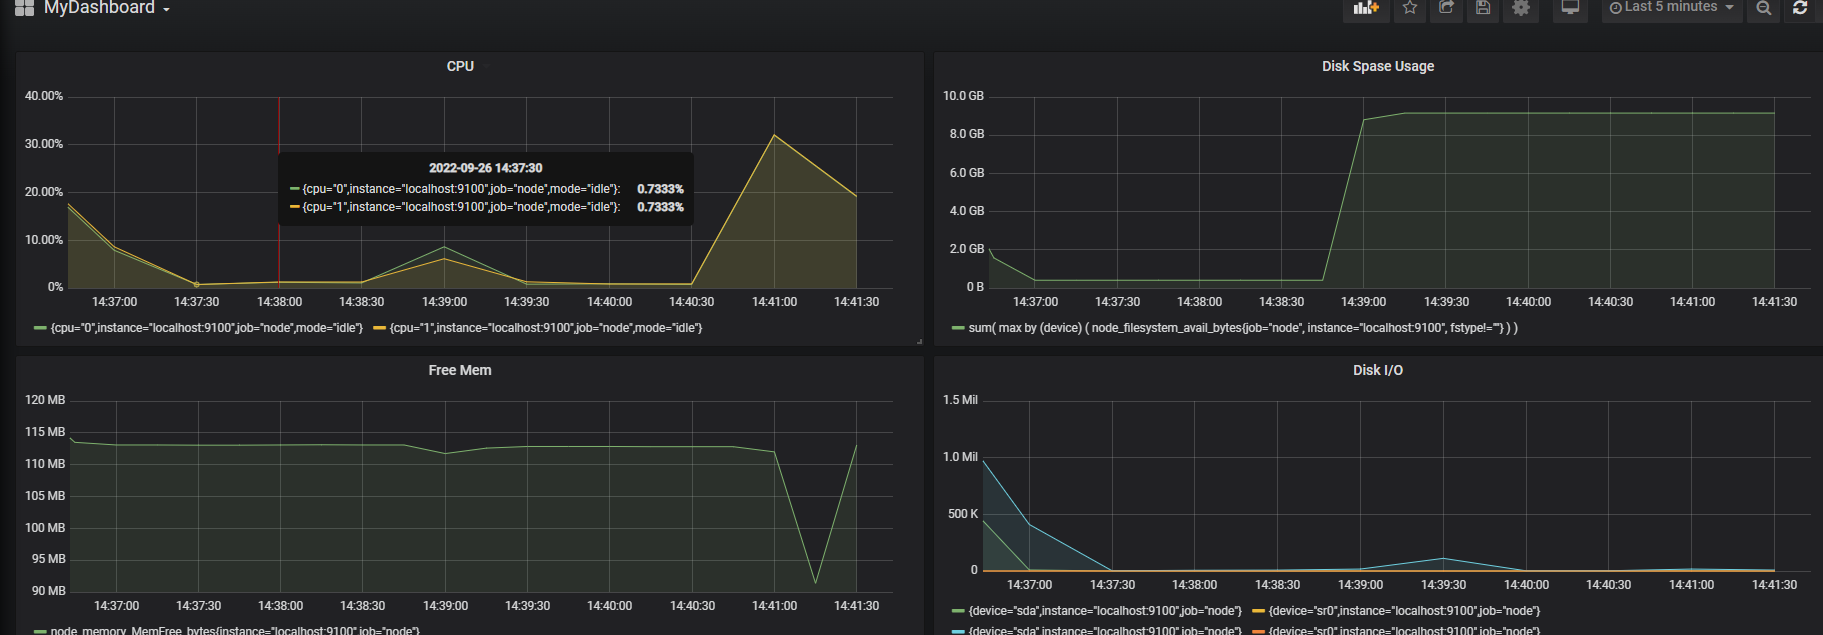 MyDashboard
Last 5 minutes
CPU
40.00%
30.00%
20.00%
10.00%
0%
2022-09-26 14:37:30
{cpu="0",instance="localhost:9100",job="node",mode="idle"}: 0.7333%
{cpu="1",instance="localhost:9100",job="node",mode="idle"}: 0.7333%
14:37:00 14:37:30 14:38:00 14:38:30 14:39:00 14:39:30 14:40:00 14:40:30 14:41:00 14:41:30
{cpu="0",instance="localhost:9100",job="node",mode="idle"} {cpu="1",instance="localhost:9100",job="node",mode="idle"}
Disk Spase Usage
10.0 GB
8.0 GB
6.0 GB
4.0 GB
2.0 GB
0 B
14:37:00 14:37:30 14:38:00 14:38:30 14:39:00 14:39:30 14:40:00 14:40:30 14:41:00 14:41:30
sum( max by (device) ( node_filesystem_avail_bytes{job="node", instance="localhost:9100", fstype!=""} ) )
Free Mem
120 MB
115 MB
110 MB
105 MB
100 MB
95 MB
90 MB
14:37:00 14:37:30 14:38:00 14:38:30 14:39:00 14:39:30 14:40:00 14:40:30 14:41:00 14:41:30
node_memory_MemFree_bytes{instance="localhost:9100",job="node"}
Disk I/O
1.5 Mil
1.0 Mil
500 K
0
14:37:00 14:37:30 14:38:00 14:38:30 14:39:00 14:39:30 14:40:00 14:40:30 14:41:00 14:41:30
{device="sda",instance="localhost:9100",job="node"} {device="sr0",instance="localhost:9100",job="node"}
{device="sda",instance="localhost:9100",job="node"} {device="sr0",instance="localhost:9100",job="node"}